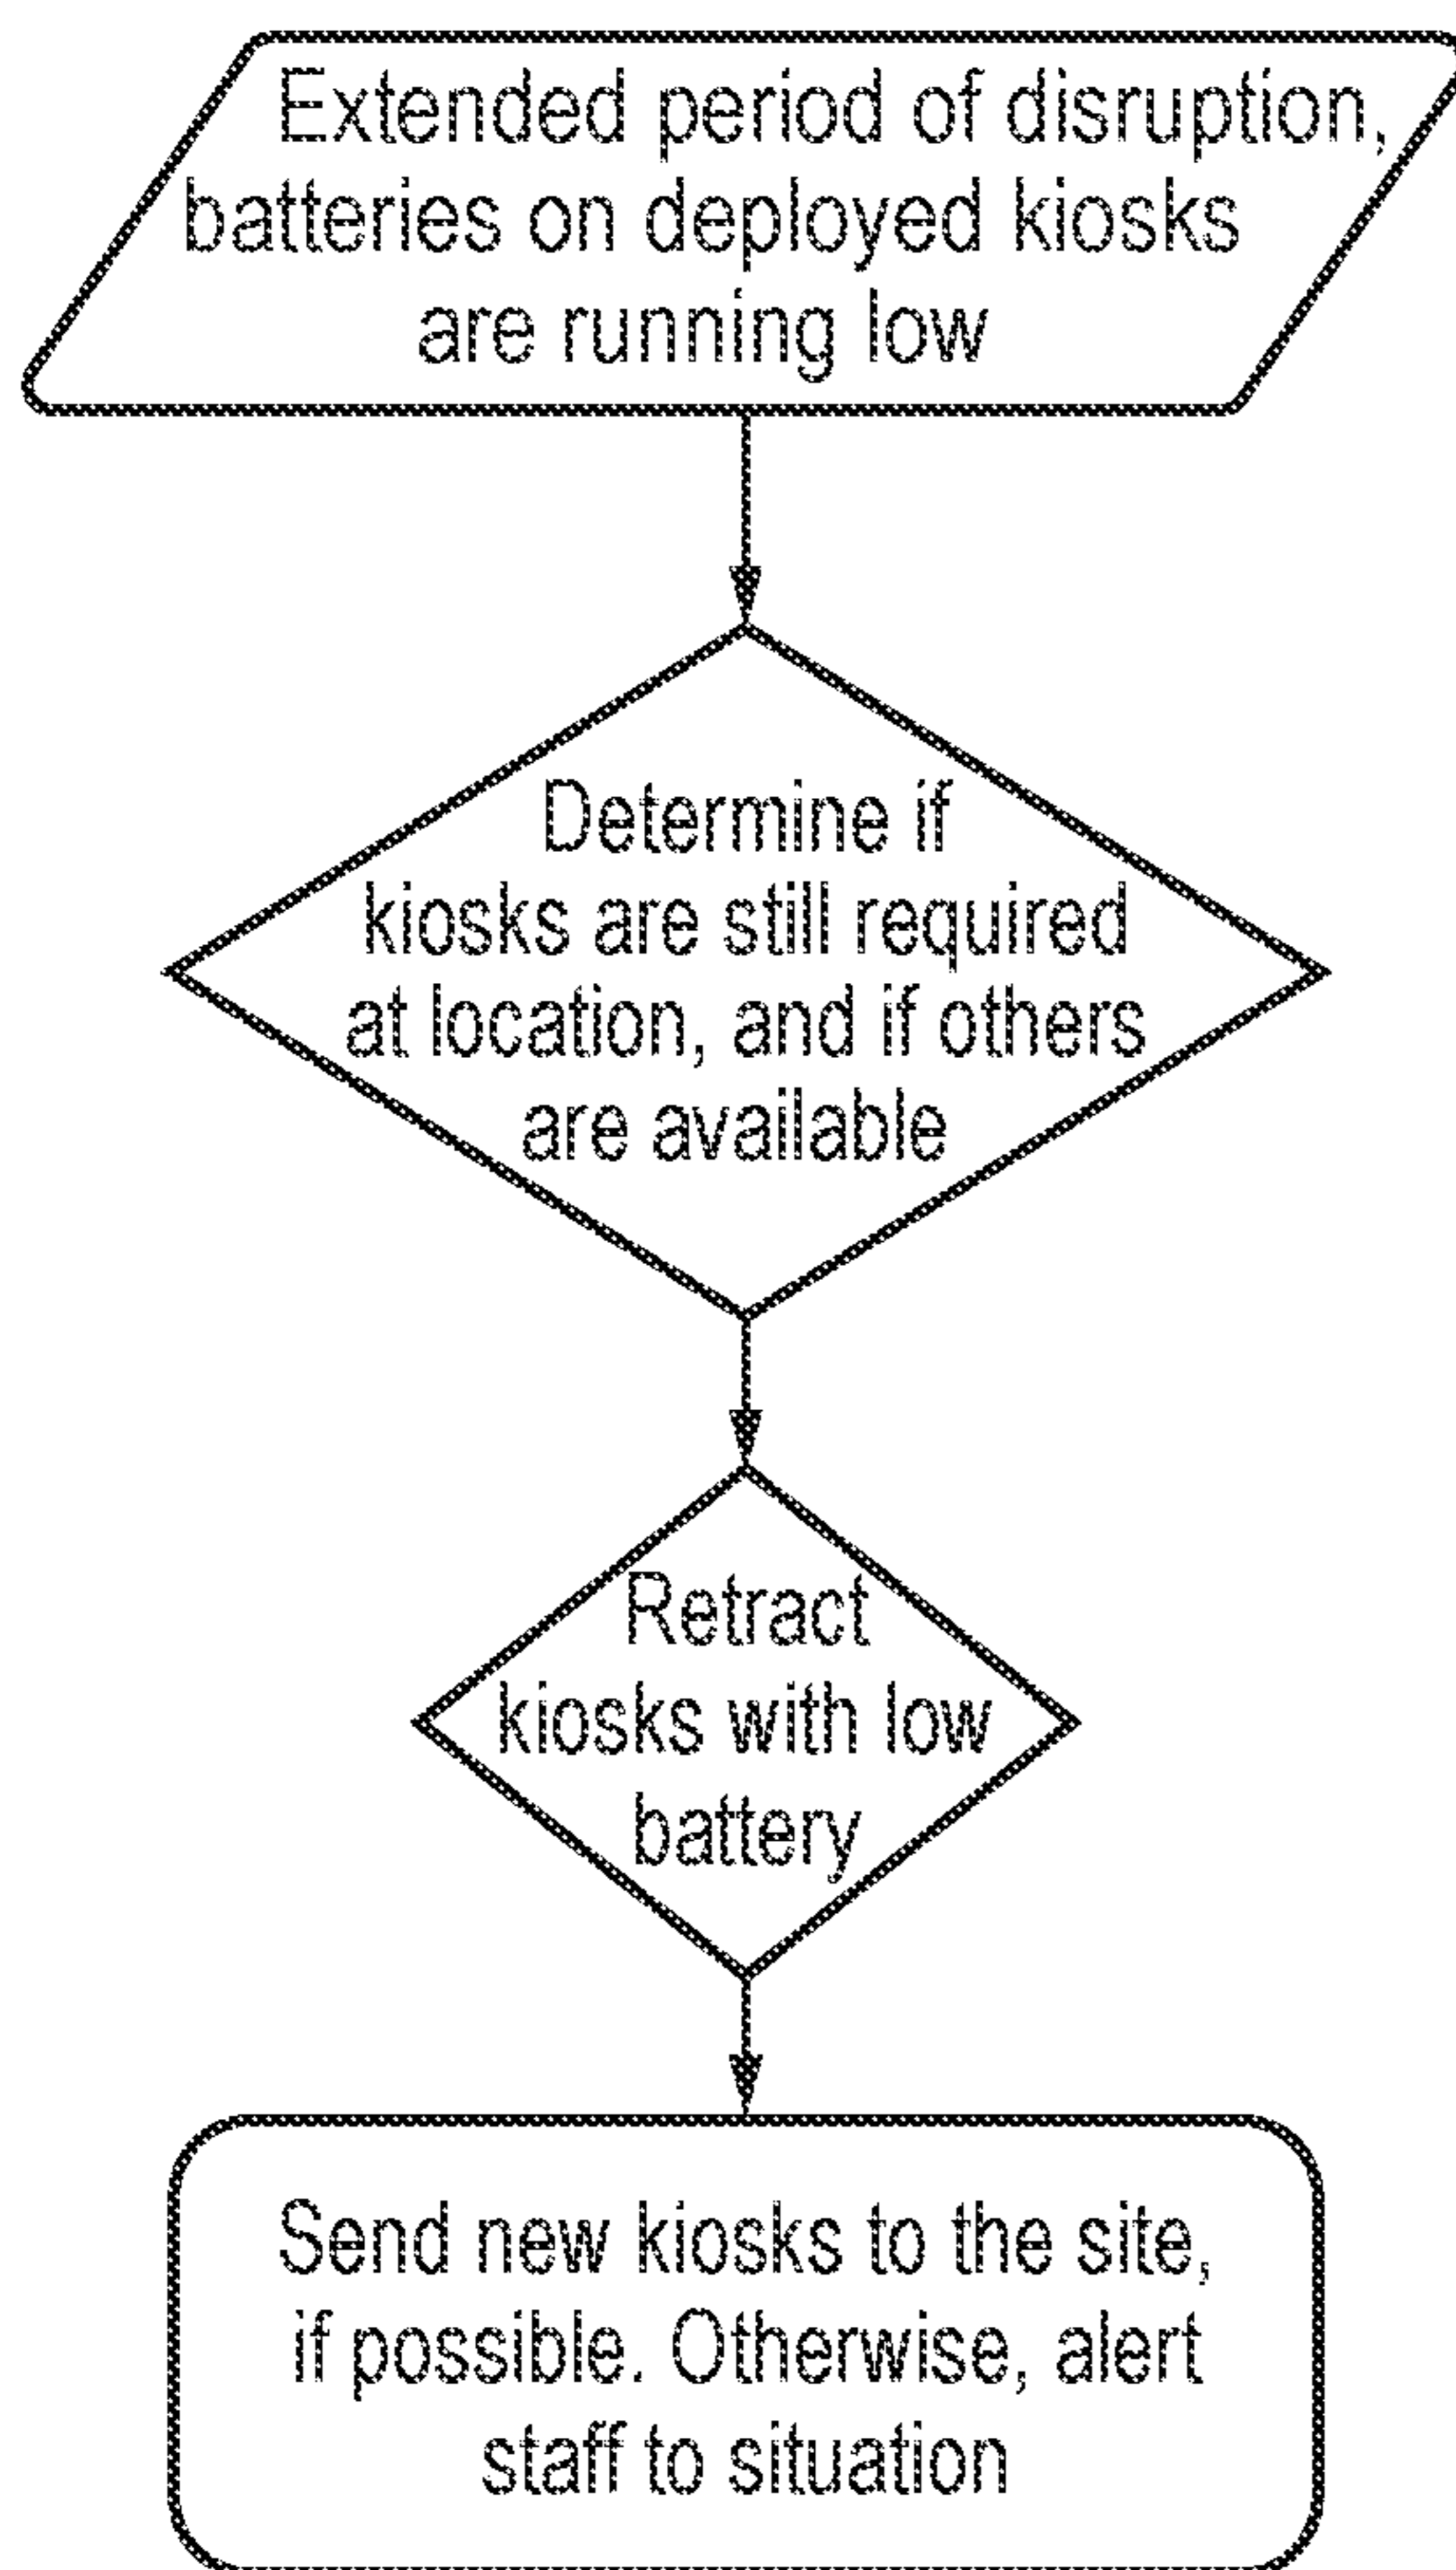 Extended period of disruption,
batteries on deployed kiosks
are running low
Determine if
kiosks are still required
at location, and if others
are available
Retract
kiosks with low
battery
Send new kiosks to the site,
if possible. Otherwise, alert
staff to situation